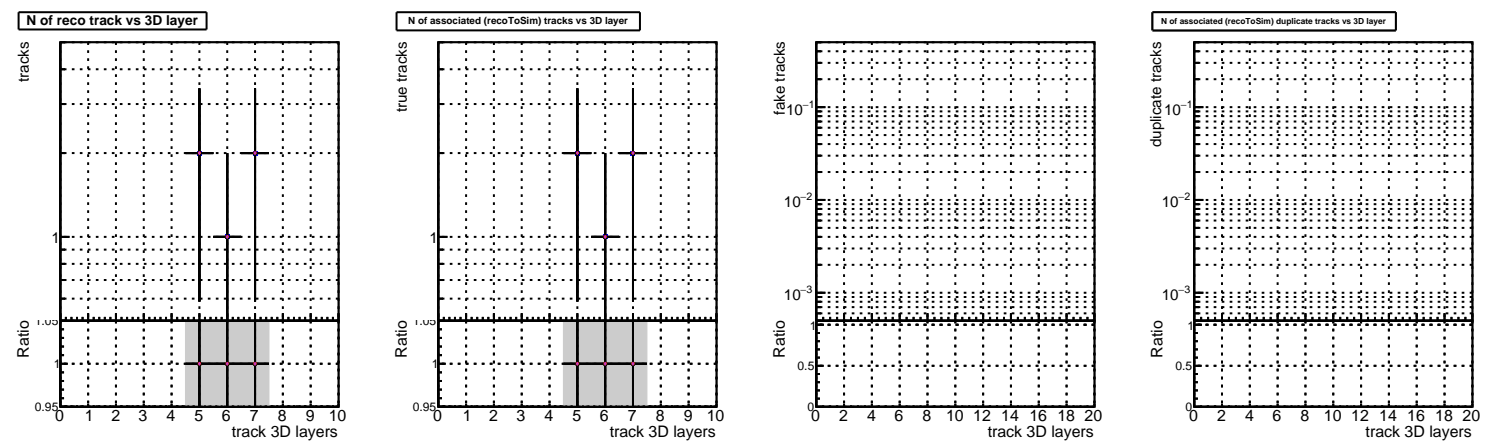 N of reco track vs 3D layer
tracks
1
Ratio
1.05
1
0.95
0 1 2 3 4 5 6 7 8 9 10
track 3D layers
N of associated (recoToSim) tracks vs 3D layer
true tracks
1
Ratio
1.05
1
0.95
0 1 2 3 4 5 6 7 8 9 10
track 3D layers
fake tracks
10⁻¹
10⁻²
10⁻³
Ratio
1
0.5
0
0 2 4 6 8 10 12 14 16 18 20
track 3D layers
N of associated (recoToSim) duplicate tracks vs 3D layer
duplicate tracks
10⁻¹
10⁻²
10⁻³
Ratio
1
0.5
0
0 2 4 6 8 10 12 14 16 18 20
track 3D layers